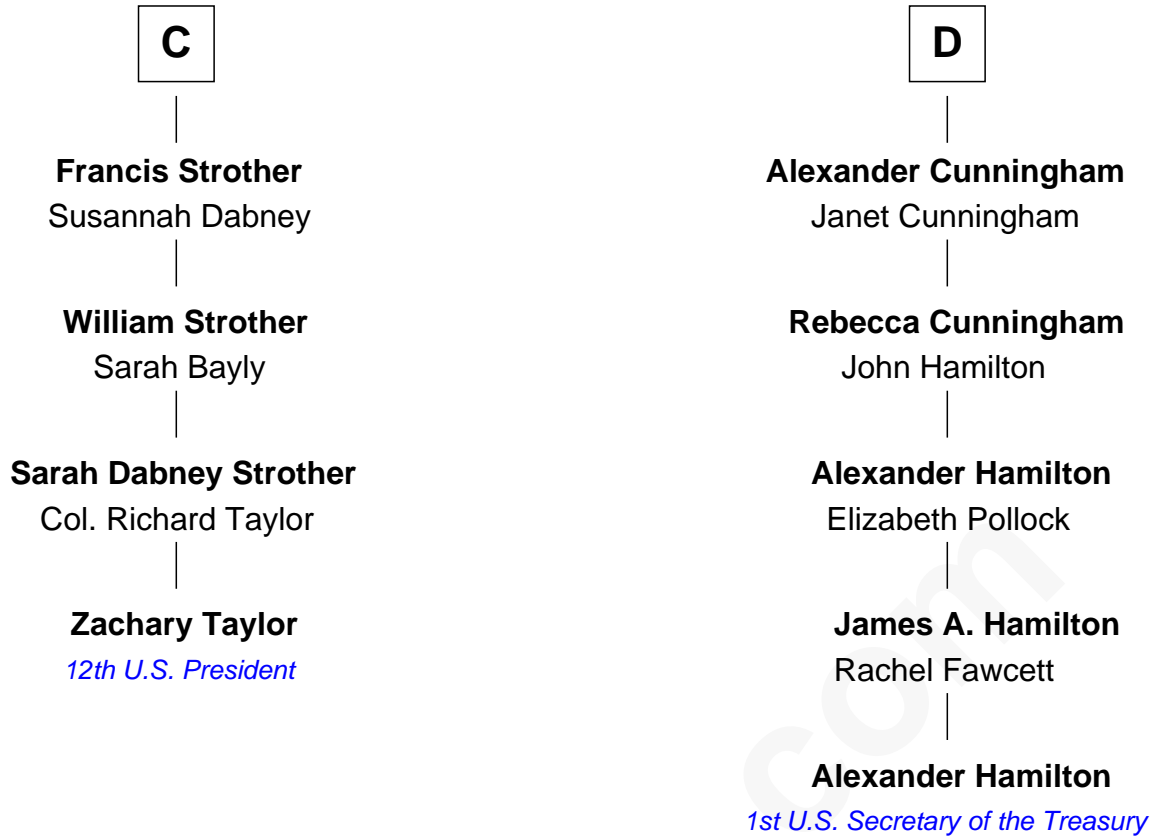 C
Francis Strother
Susannah Dabney
William Strother
Sarah Bayly
Sarah Dabney Strother
Col. Richard Taylor
Zachary Taylor
12th U.S. President
D
Alexander Cunningham
Janet Cunningham
Rebecca Cunningham
John Hamilton
Alexander Hamilton
Elizabeth Pollock
James A. Hamilton
Rachel Fawcett
Alexander Hamilton
1st U.S. Secretary of the Treasury
com